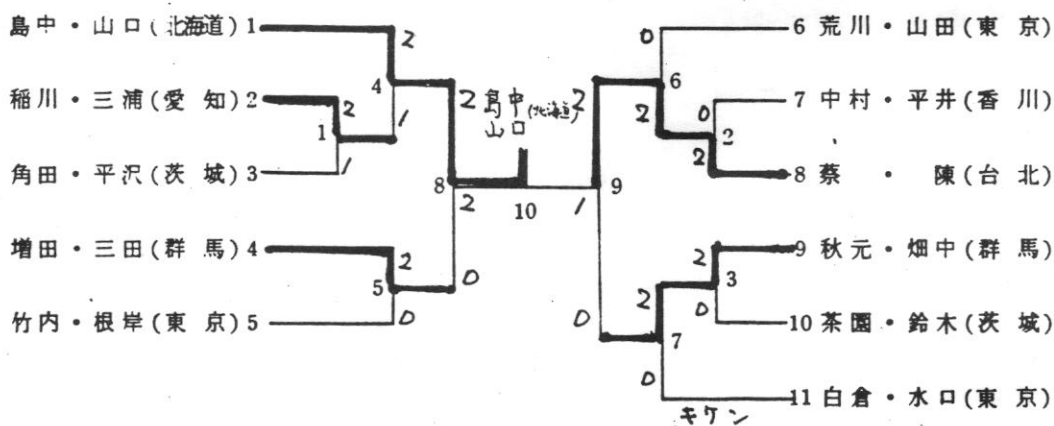 島中・山口(北海道) 1
稲川・三浦(愛知) 2
角田・平沢(茨城) 3
増田・三田(群馬) 4
竹内・根岸(東京) 5
2
4
1
2
1
1
2
5
0
2
8
2
0
島中
山口(北海道)
10
2
9
1
0
0
6
2
0
2
2
2
3
0
2
7
0
キケン
6 荒川・山田(東京)
7 中村・平井(香川)
8 蔡・陳(台北)
9 秋元・畑中(群馬)
10 茶園・鈴木(茨城)
11 白倉・水口(東京)